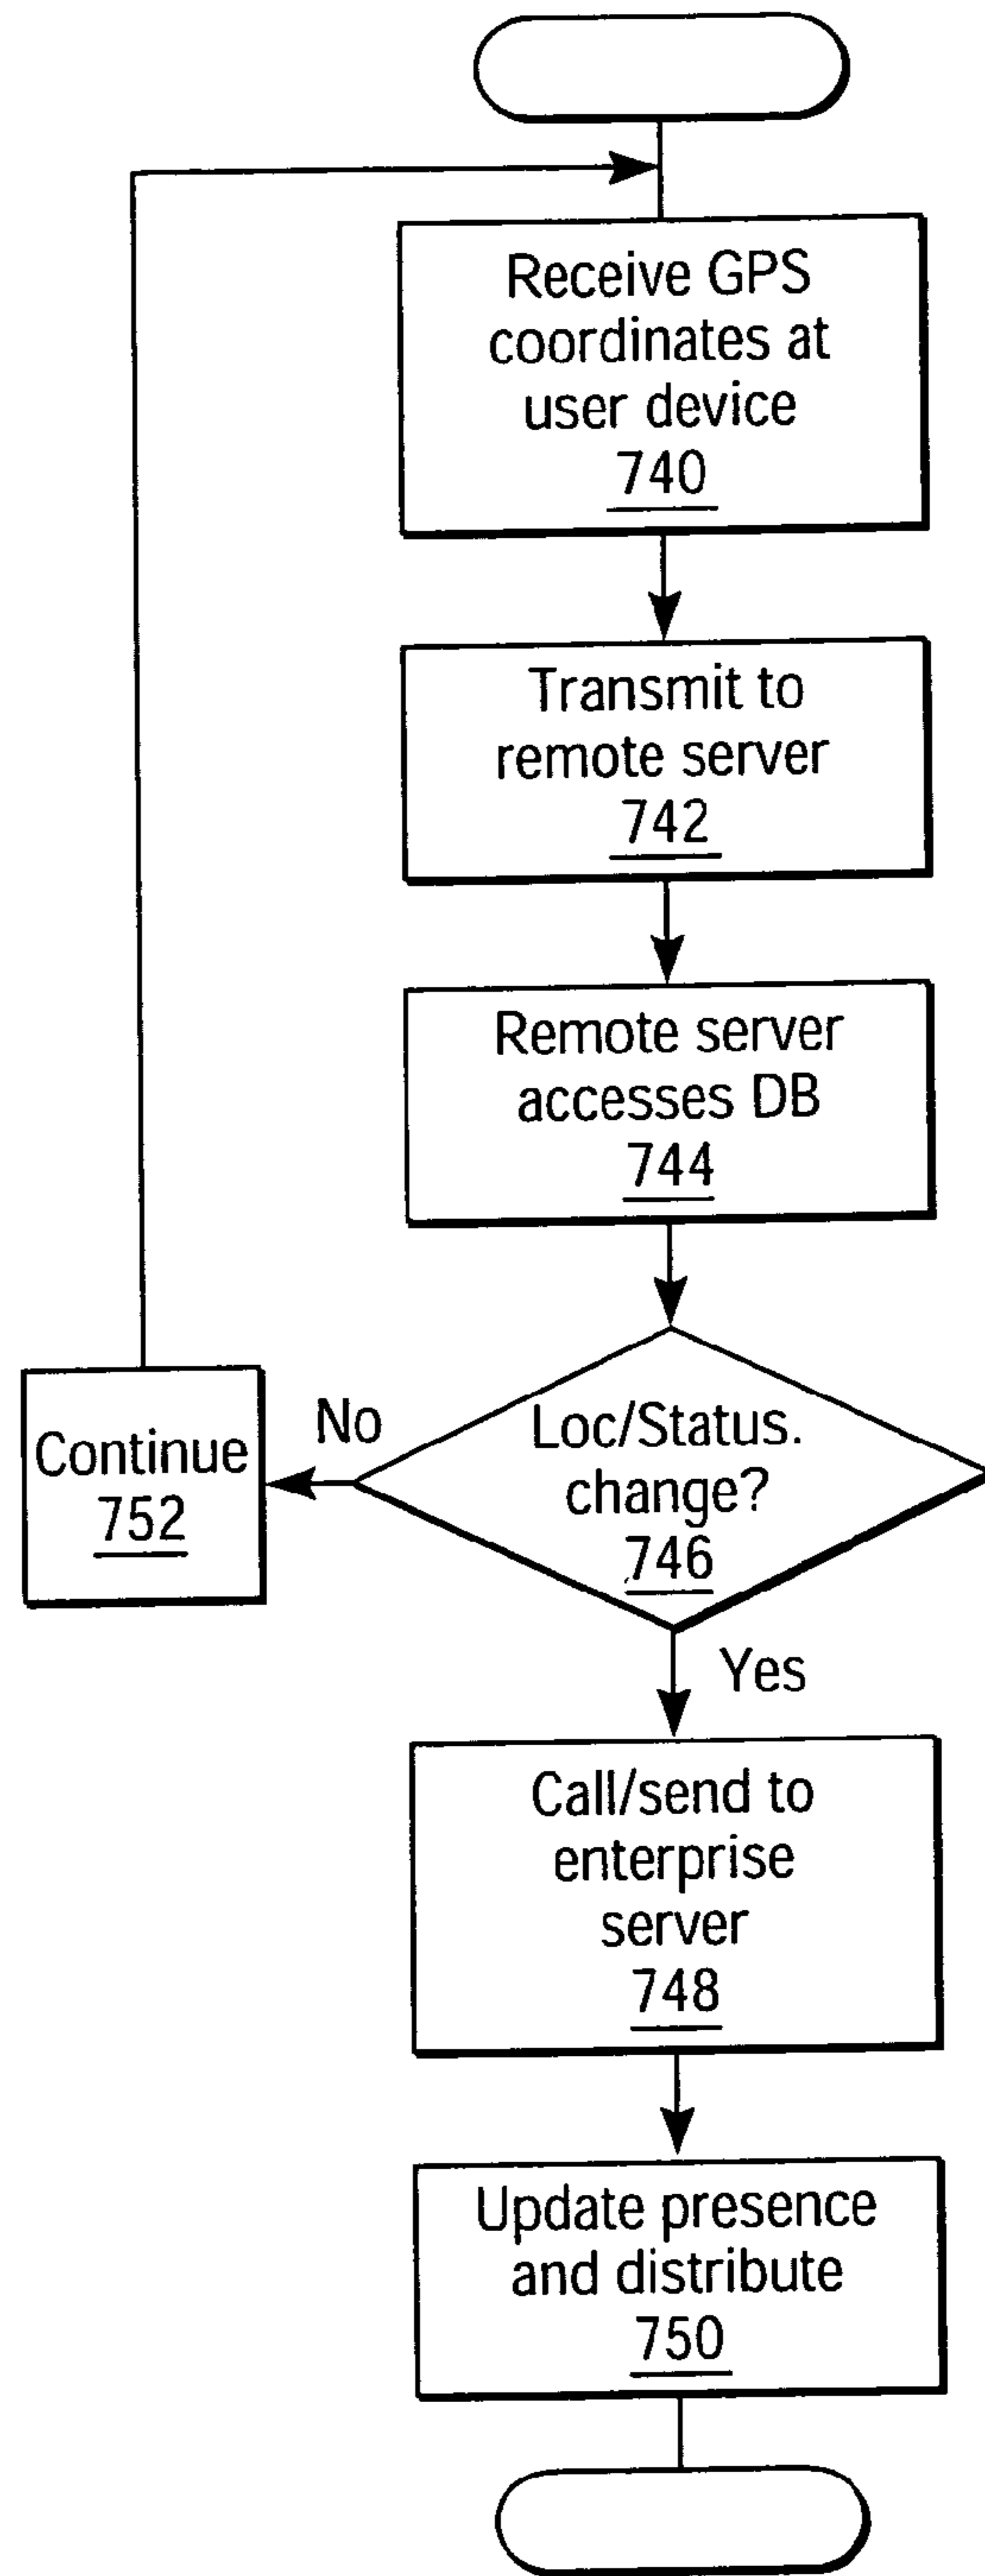 Receive GPS
coordinates at
user device
740
Transmit to
remote server
742
Remote server
accesses DB
744
Loc/Status.
change?
746
No
Continue
752
Yes
Call/send to
enterprise
server
748
Update presence
and distribute
750